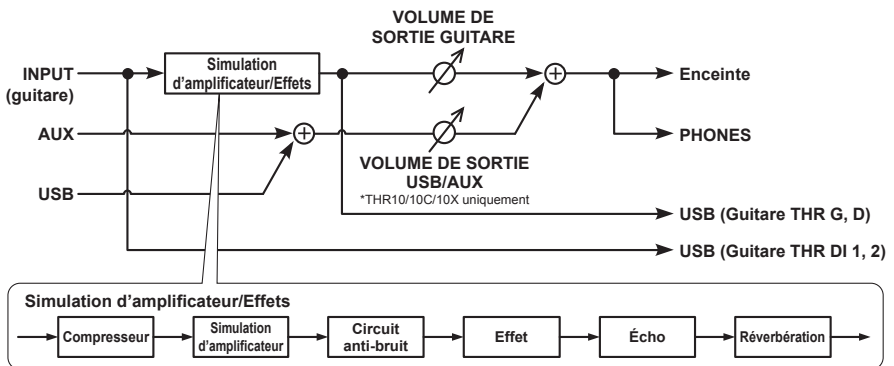 VOLUME DE
SORTIE GUITARE
INPUT
(guitare)
Simulation
d’amplificateur/Effets
Enceinte
AUX
PHONES
VOLUME DE SORTIE
USB/AUX
*THR10/10C/10X uniquement
USB
USB (Guitare THR G, D)
USB (Guitare THR DI 1, 2)
Simulation d’amplificateur/Effets
Compresseur
Simulation
d’amplificateur
Circuit
anti-bruit
Effet
Écho
Réverbération